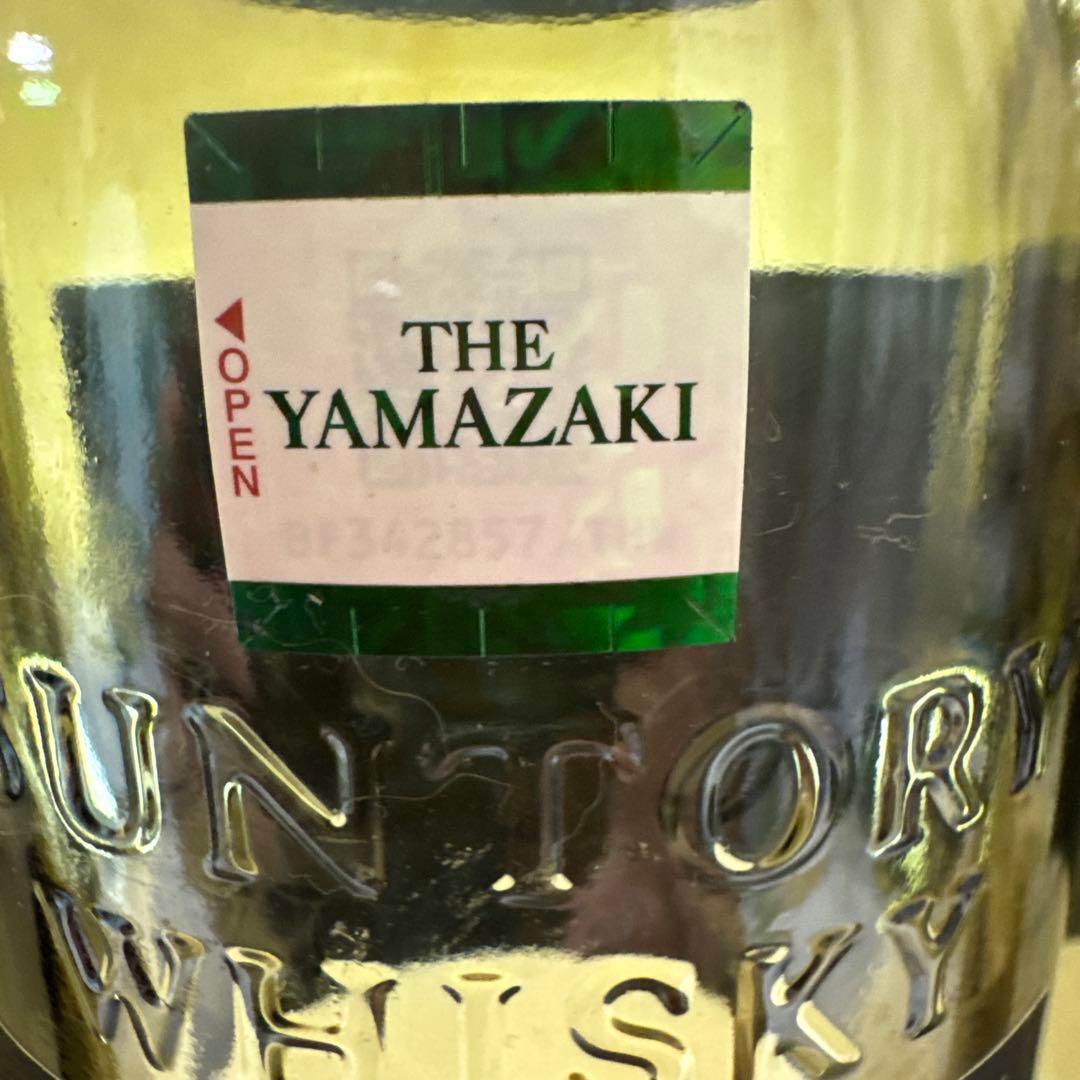 THE
YAMAZAKI
◀OPEN
SUNTORY
WHISKY